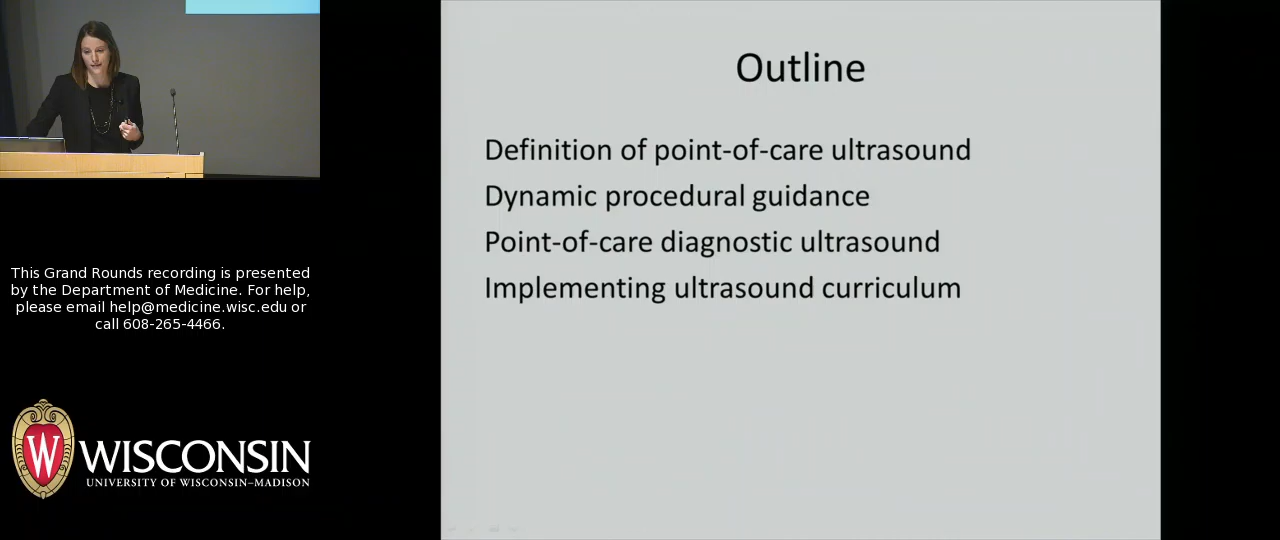 Outline
Definition of point-of-care ultrasound
Dynamic procedural guidance
Point-of-care diagnostic ultrasound
Implementing ultrasound curriculum
This Grand Rounds recording is presented
by the Department of Medicine. For help,
please email help@medicine.wisc.edu or
call 608-265-4466.
W
WISCONSIN
UNIVERSITY OF WISCONSIN–MADISON